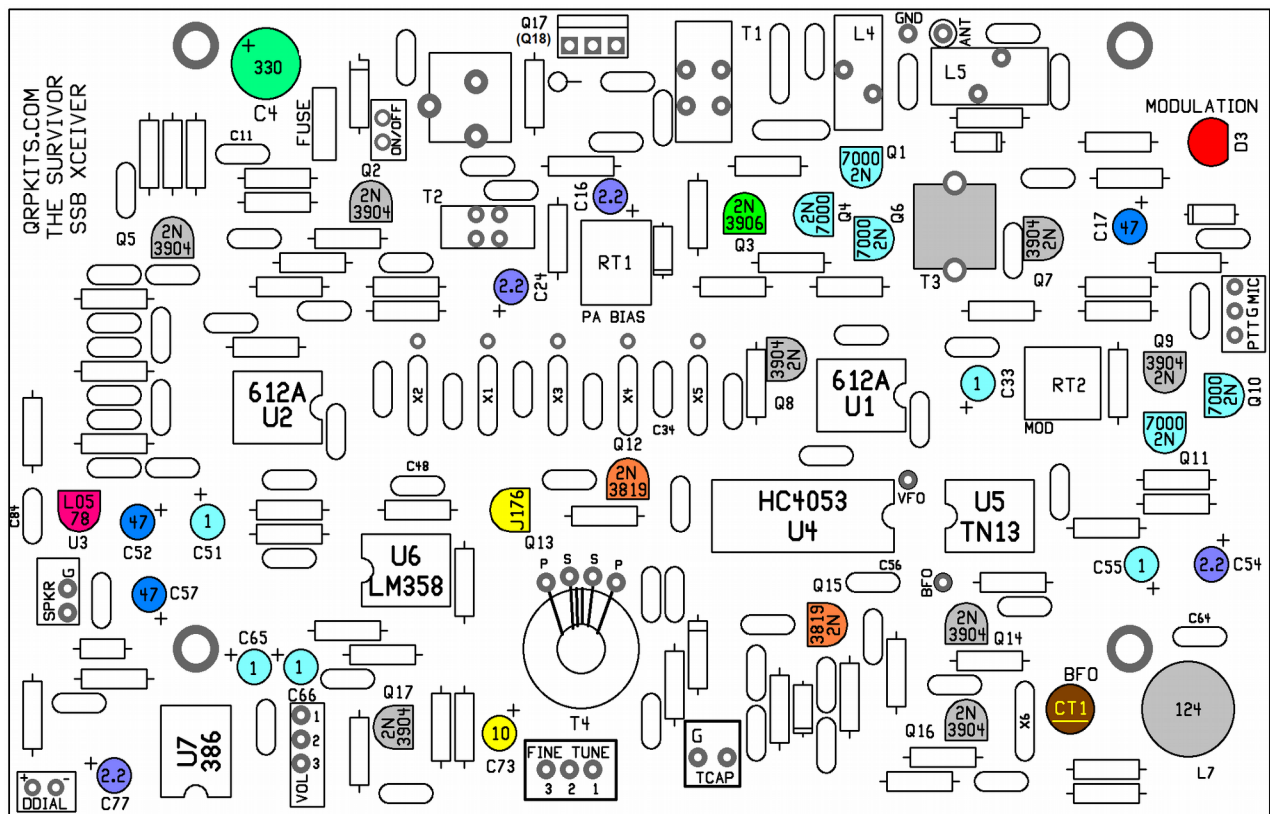 QRPKITS.COM
THE SURVIVOR
SSB XCEIVER
+
330
C4
FUSE
ON/OFF
Q17
(Q18)
T1
L4
GND
ANT
L5
MODULATION
D3
C11
Q2
2N
3904
T2
C16
2.2
+
7000
2N
Q1
2N
7000
Q4
7000
2N
Q6
2N
3906
Q3
Q5
2N
3904
C24
2.2
+
RT1
PA BIAS
T3
3904
2N
Q7
C17
47
+
PTT G MIC
612A
U2
X2
X1
X3
X4
X5
C34
3904
2N
Q8
612A
U1
C33
1
+
RT2
MOD
Q9
3904
2N
7000
2N
Q10
7000
2N
Q11
C84
L05
78
U3
47
+
C52
+
1
C51
C48
Q12
2N
3819
J176
Q13
HC4053
U4
VFO
U5
TN13
U6
LM358
SPKR
G
47
C57
+
P
S
S
P
T4
C56
BFO
Q15
3819
2N
+
C55
1
+
2.2
C54
C64
C65
+
1
+
1
C66
2N
3904
Q14
BFO
CT1
124
L7
1
2
3
VOL
Q17
2N
3904
10
+
C73
G
TCAP
Q16
2N
3904
X6
U7
386
FINE TUNE
3 2 1
+ -
DDIAL
+
2.2
C77